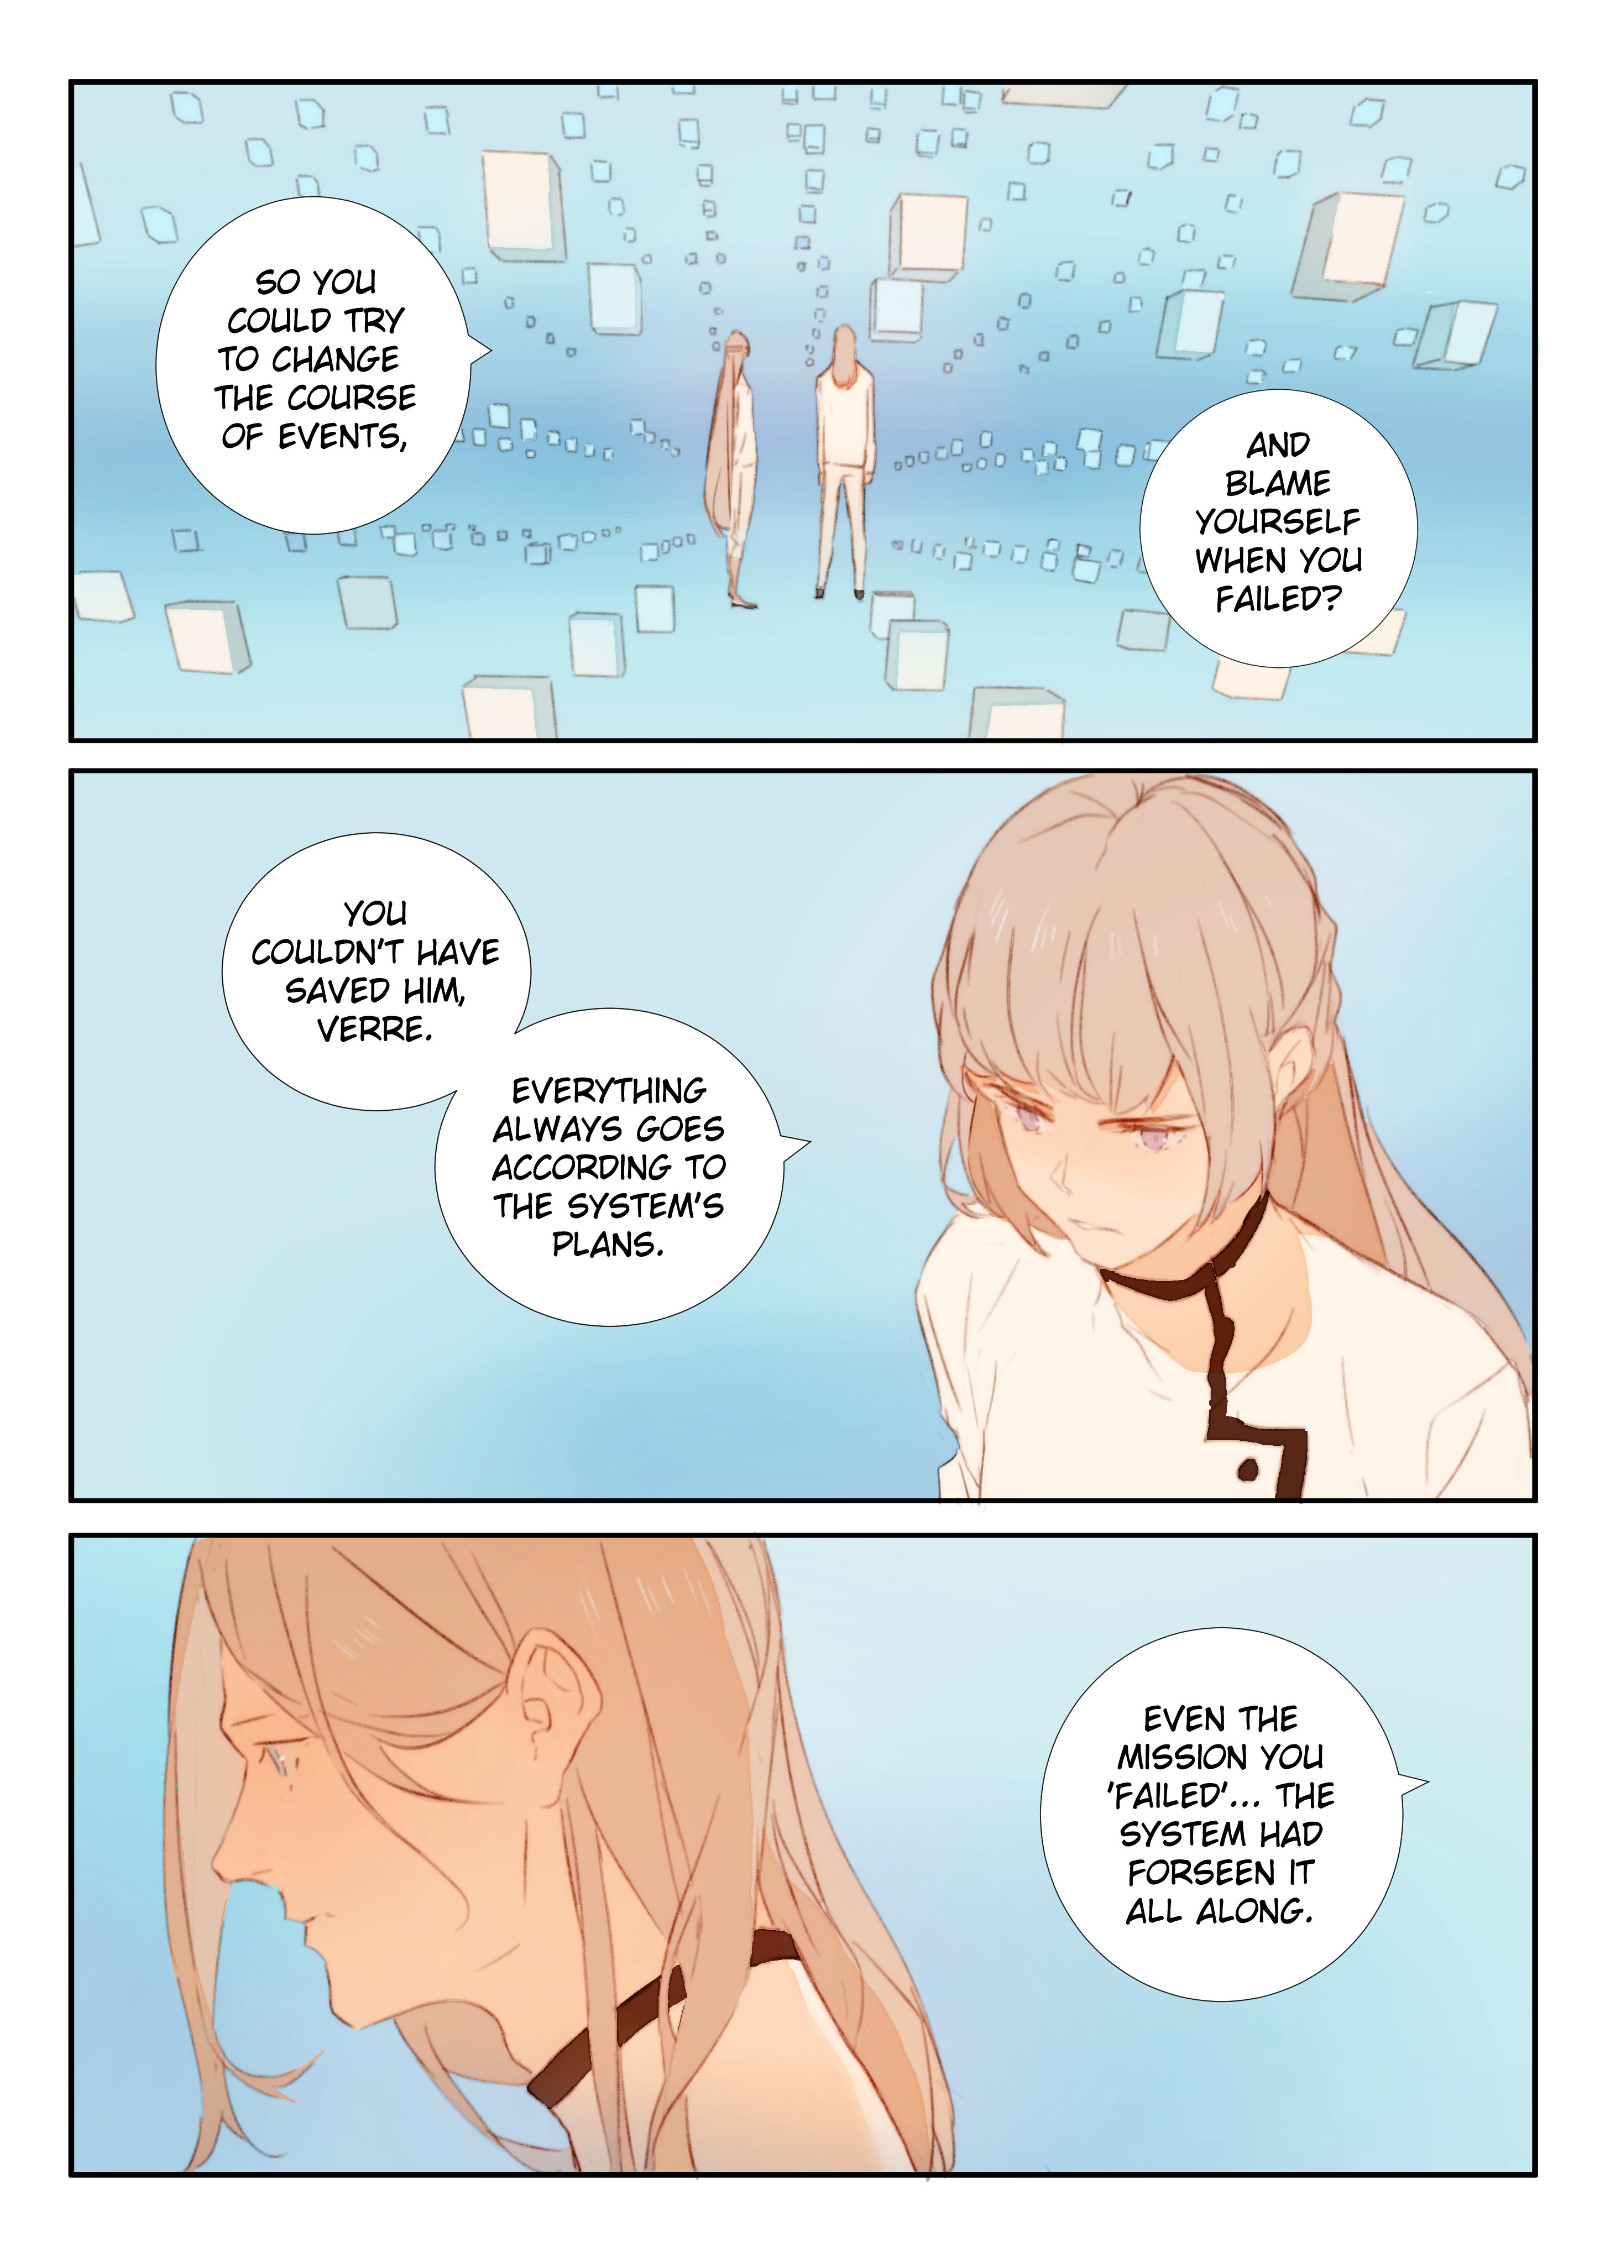 SO YOU
COULD TRY
TO CHANGE
THE COURSE
OF EVENTS,
AND
BLAME
YOURSELF
WHEN YOU
FAILED?
YOU
COULDN'T HAVE
SAVED HIM,
VERRE.
EVERYTHING
ALWAYS GOES
ACCORDING TO
THE SYSTEM'S
PLANS.
EVEN THE
MISSION YOU
'FAILED'... THE
SYSTEM HAD
FORSEEN IT
ALL ALONG.